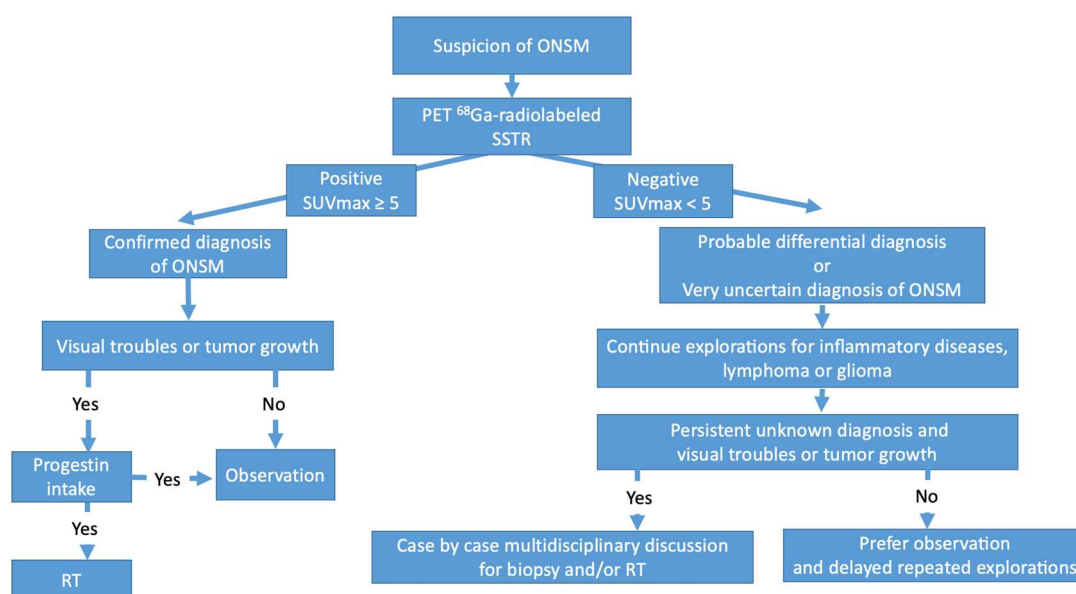 Suspicion of ONSM
PET ⁶⁸Ga-radiolabeled
SSTR
Positive
SUVmax ≥ 5
Negative
SUVmax < 5
Confirmed diagnosis
of ONSM
Probable differential diagnosis
or
Very uncertain diagnosis of ONSM
Visual troubles or tumor growth
Continue explorations for inflammatory diseases,
lymphoma or glioma
Yes
No
Persistent unknown diagnosis and
visual troubles or tumor growth
Progestin
intake
Yes
Observation
Yes
No
Yes
Case by case multidisciplinary discussion
for biopsy and/or RT
Prefer observation
and delayed repeated explorations
RT